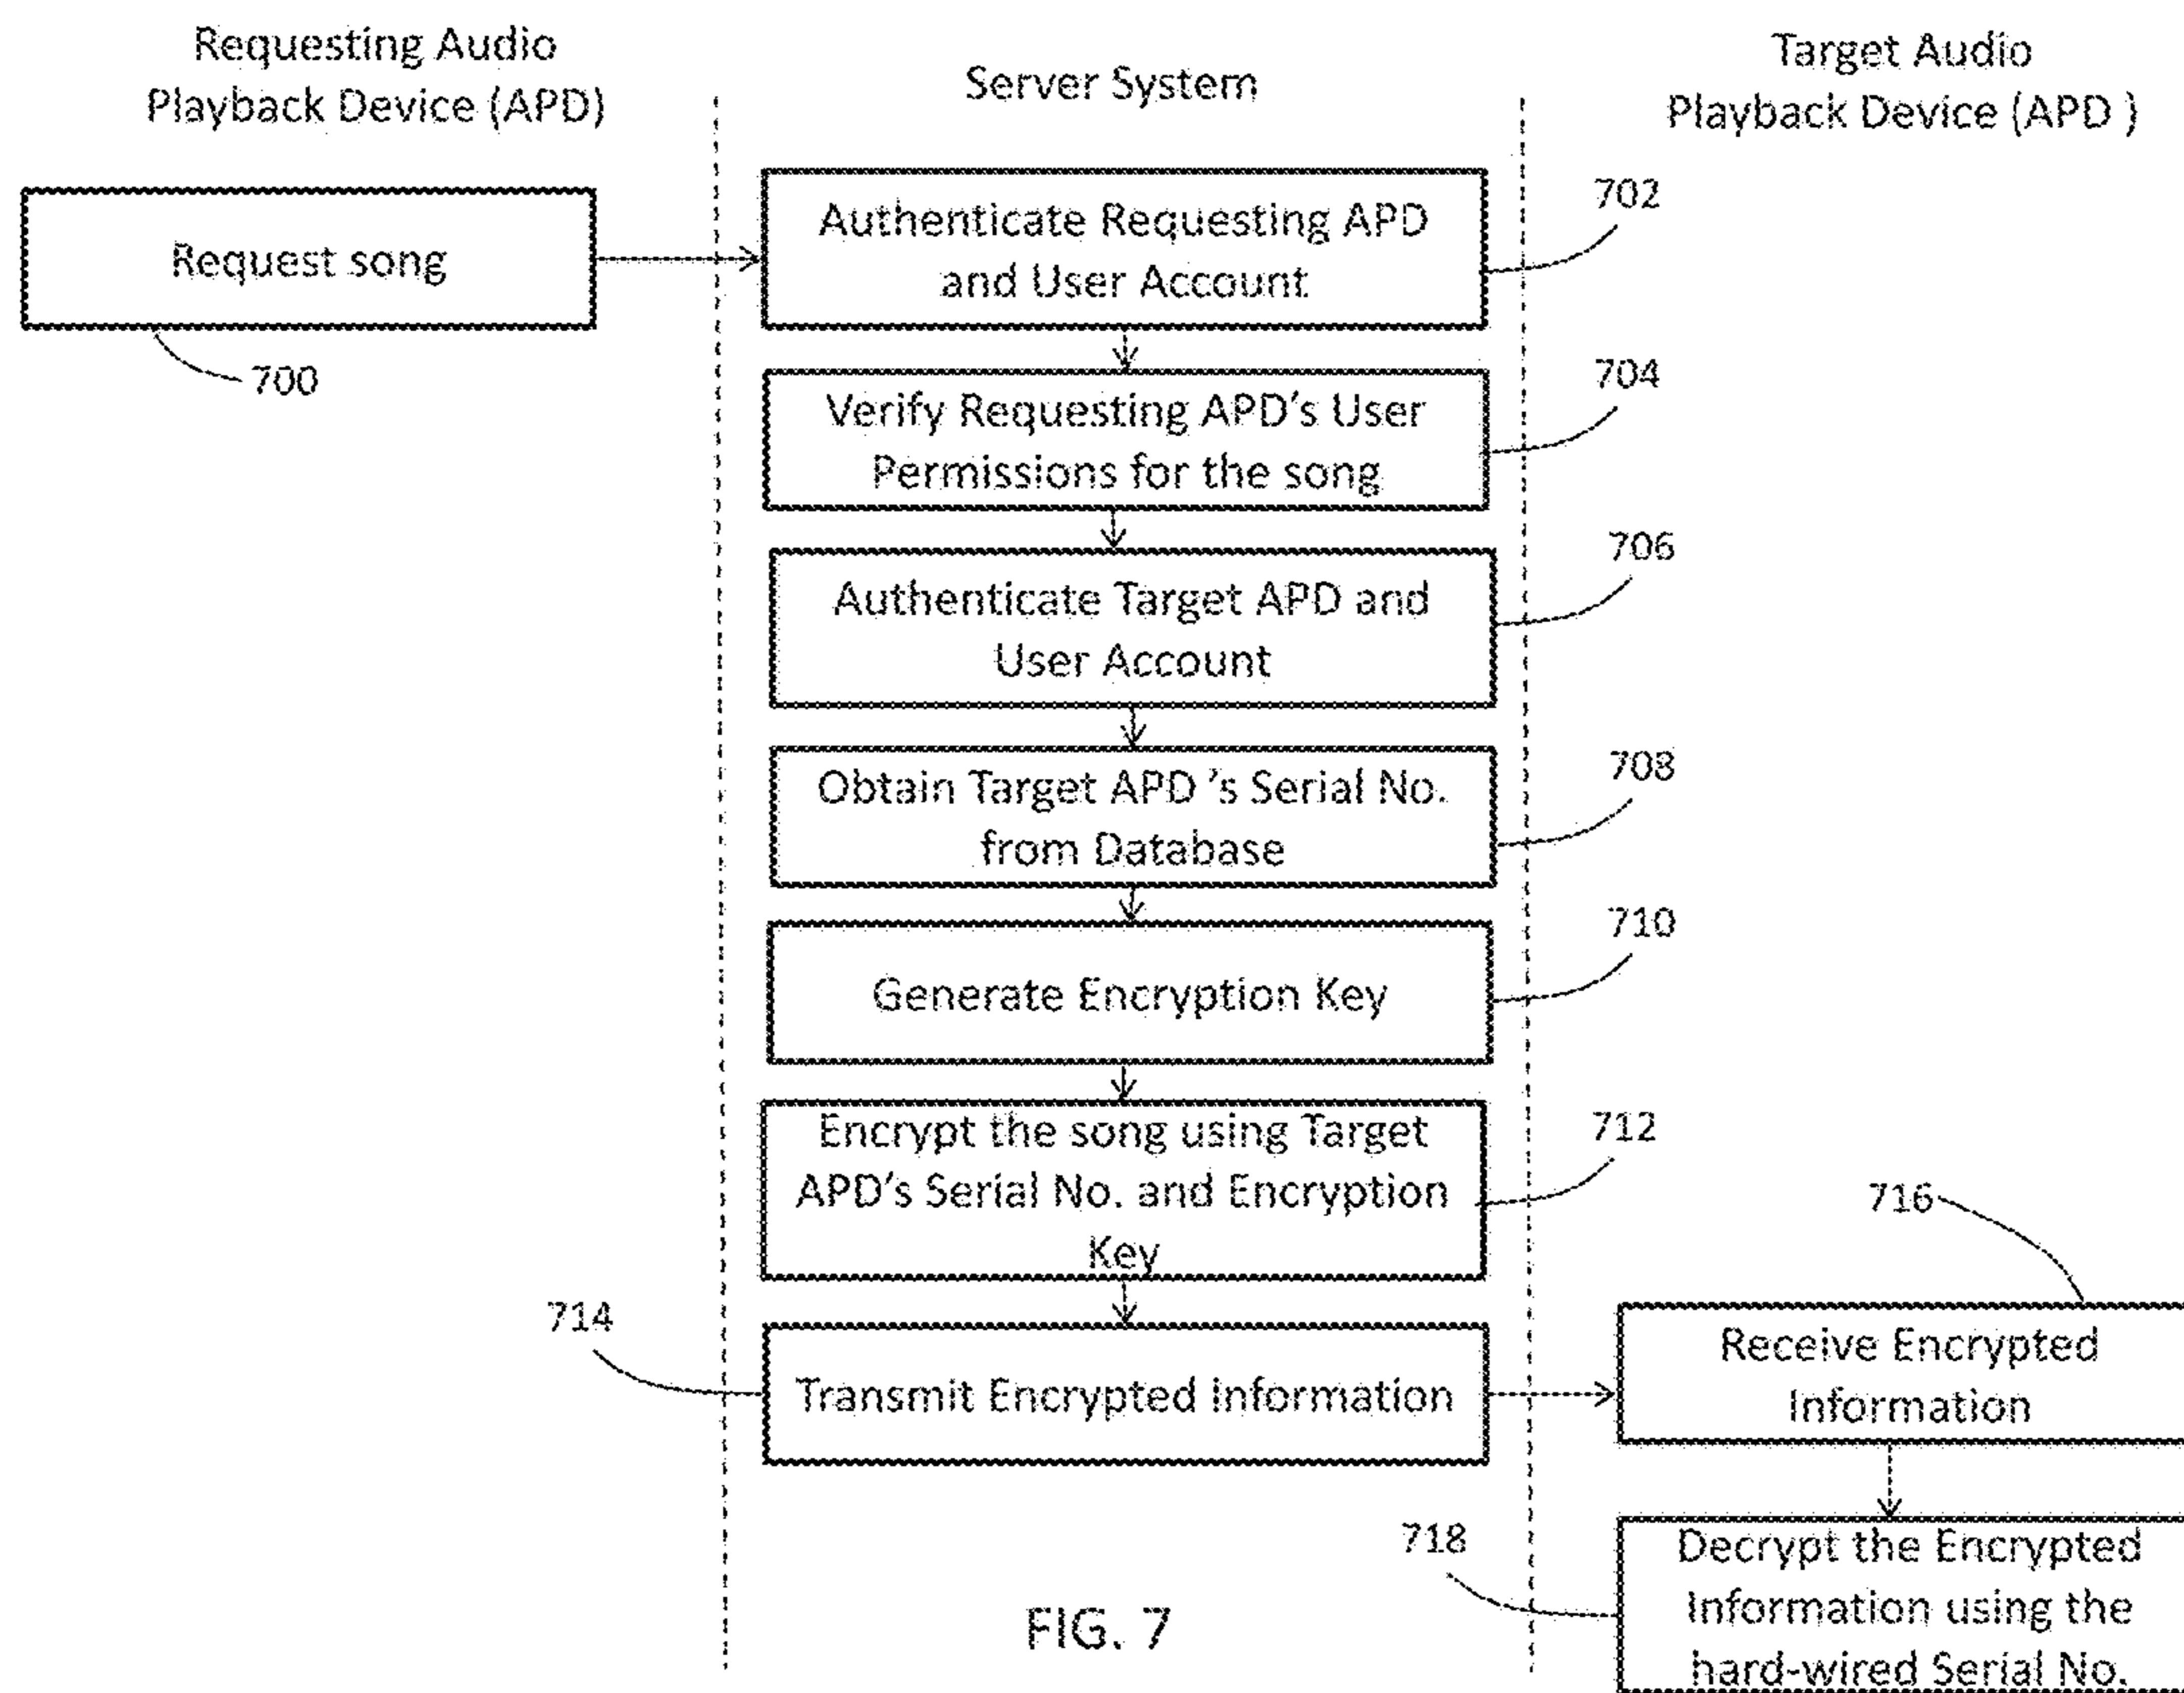 Requesting Audio
Playback Device (APD)
Server System
Target Audio
Playback Device (APD )
Request song
700
Authenticate Requesting APD
and User Account
702
Verify Requesting APD's User
Permissions for the song
704
Authenticate Target APD and
User Account
706
Obtain Target APD 's Serial No.
from Database
708
Generate Encryption Key
710
Encrypt the song using Target
APD's Serial No. and Encryption
Key
712
Transmit Encrypted Information
714
716
Receive Encrypted
Information
718
Decrypt the Encrypted
Information using the
hard-wired Serial No.
FIG. 7